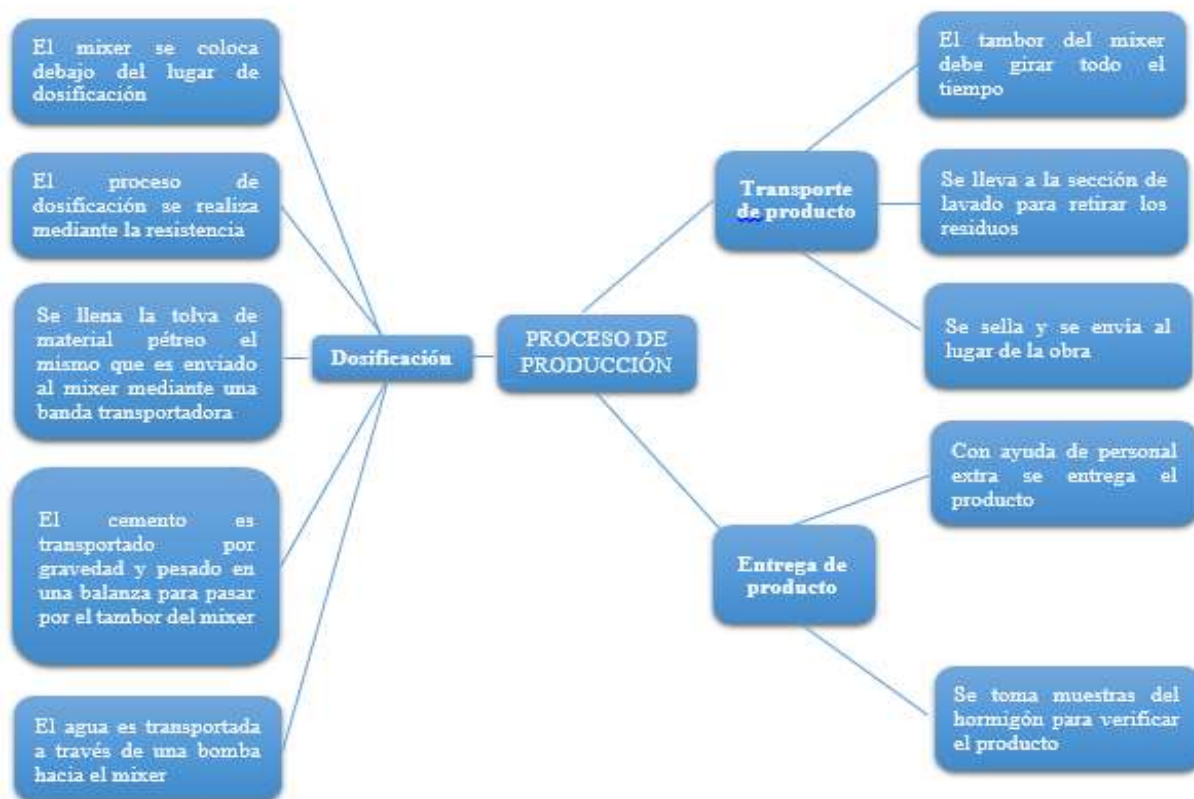 El mixer se coloca
debajo del lugar de
dosificación
El proceso de
dosificación se realiza
mediante la resistencia
Se llena la tolva de
material pétreo el
mismo que es enviado
al mixer mediante una
banda transportadora
El cemento es
transportado por
gravedad y pesado en
una balanza para pasar
por el tambor del mixer
El agua es transportada
a través de una bomba
hacia el mixer
Dosificación
PROCESO DE
PRODUCCIÓN
Transporte
de producto
El tambor del mixer
debe girar todo el
tiempo
Se lleva a la sección de
lavado para retirar los
residuos
Se sella y se envia al
lugar de la obra
Entrega de
producto
Con ayuda de personal
extra se entrega el
producto
Se toma muestras del
hormigón para verificar
el producto